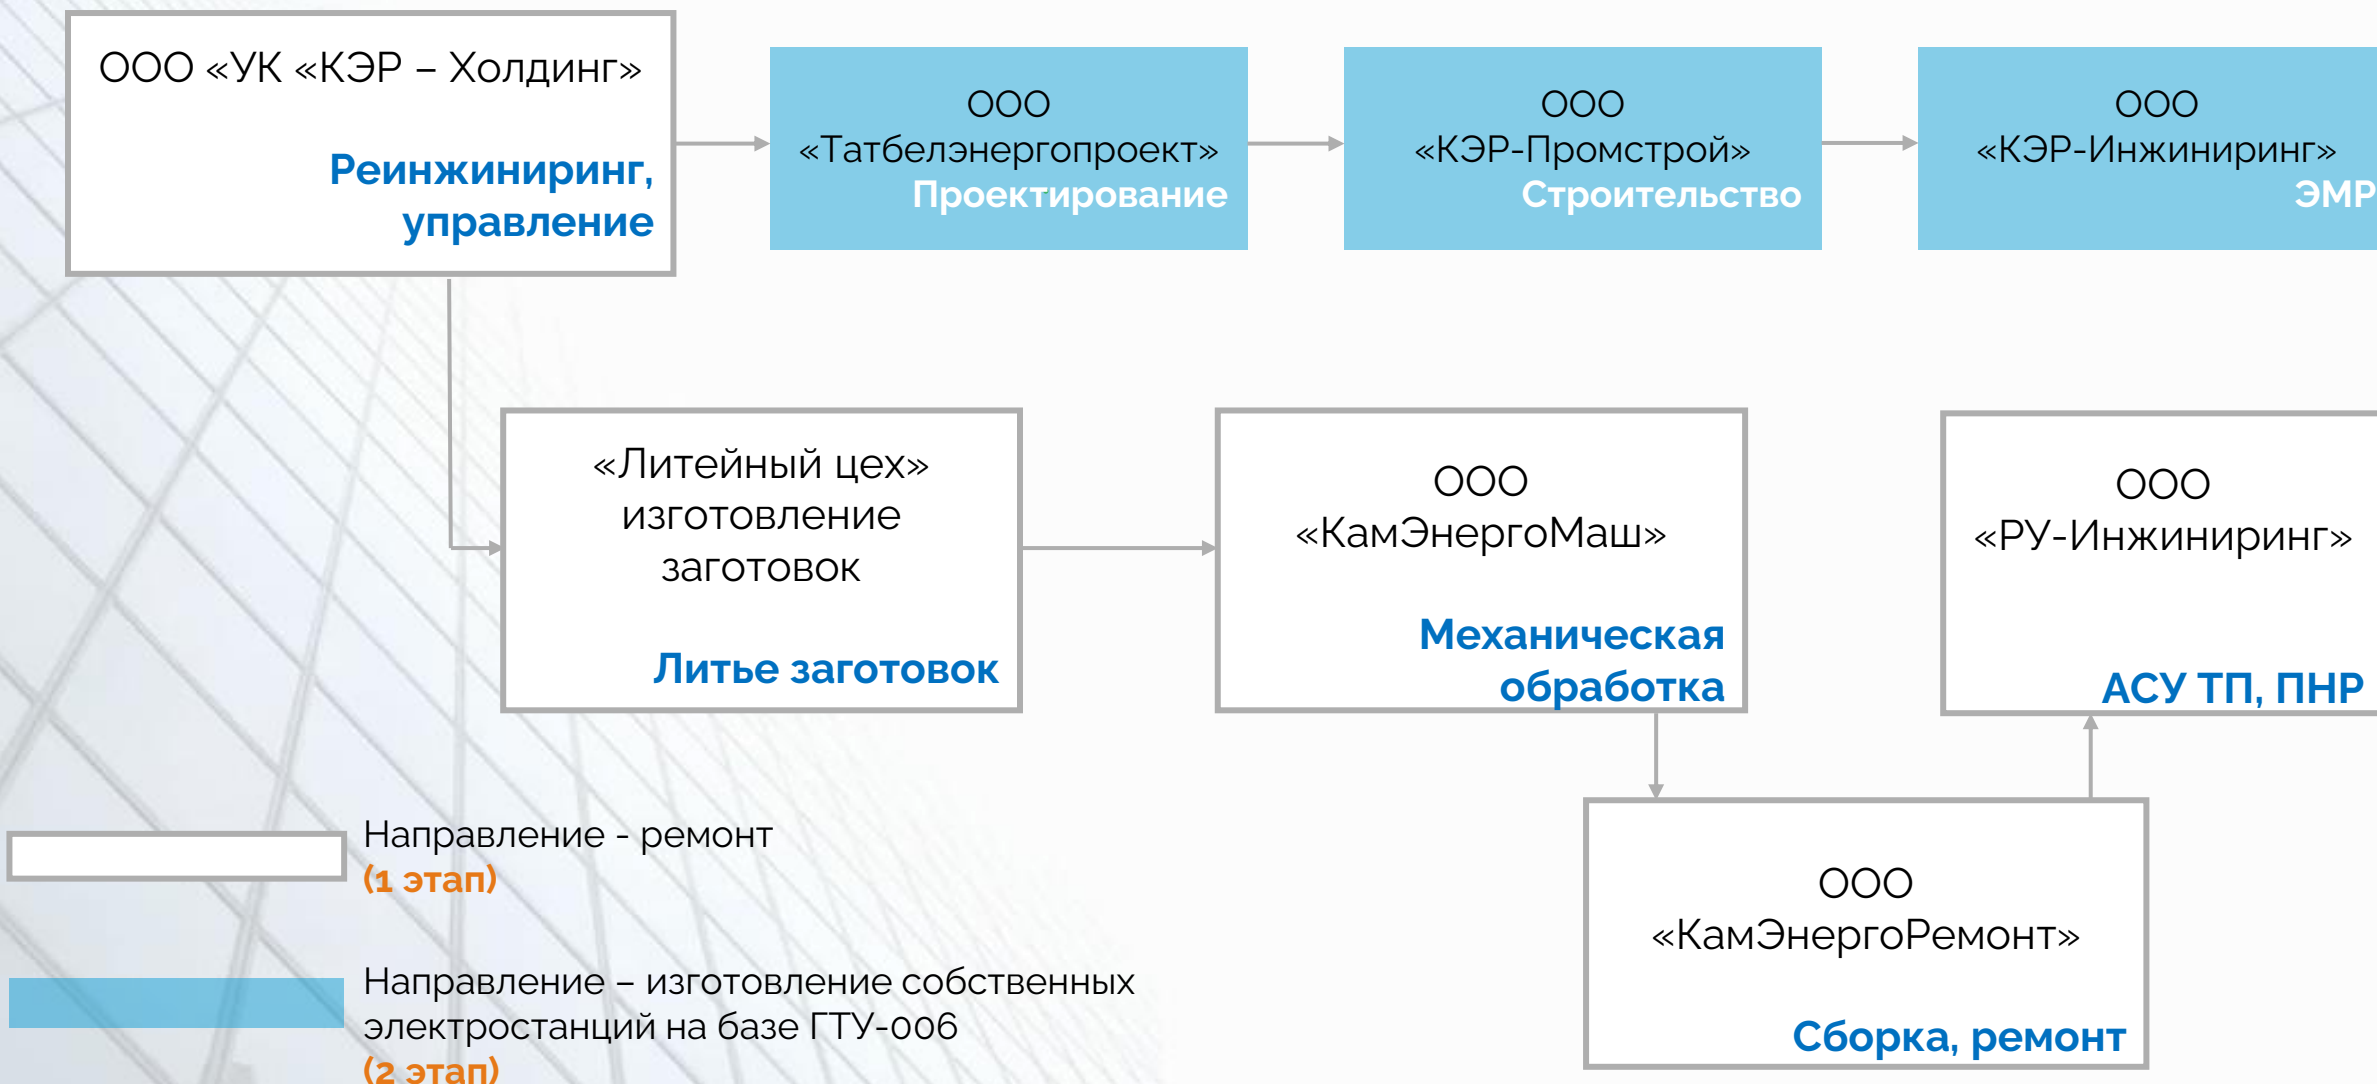 ООО «УК «КЭР – Холдинг»
Реинжиниринг,
управление
ООО
«Татбелэнергопроект»
Проектирование
ООО
«КЭР-Промстрой»
Строительство
ООО
«КЭР-Инжиниринг»
ЭМР
«Литейный цех»
изготовление
заготовок
Литье заготовок
ООО
«КамЭнергоМаш»
Механическая
обработка
ООО
«РУ-Инжиниринг»
АСУ ТП, ПНР
ООО
«КамЭнергоРемонт»
Сборка, ремонт
Направление - ремонт
(1 этап)
Направление – изготовление собственных
электростанций на базе ГТУ-006
(2 этап)